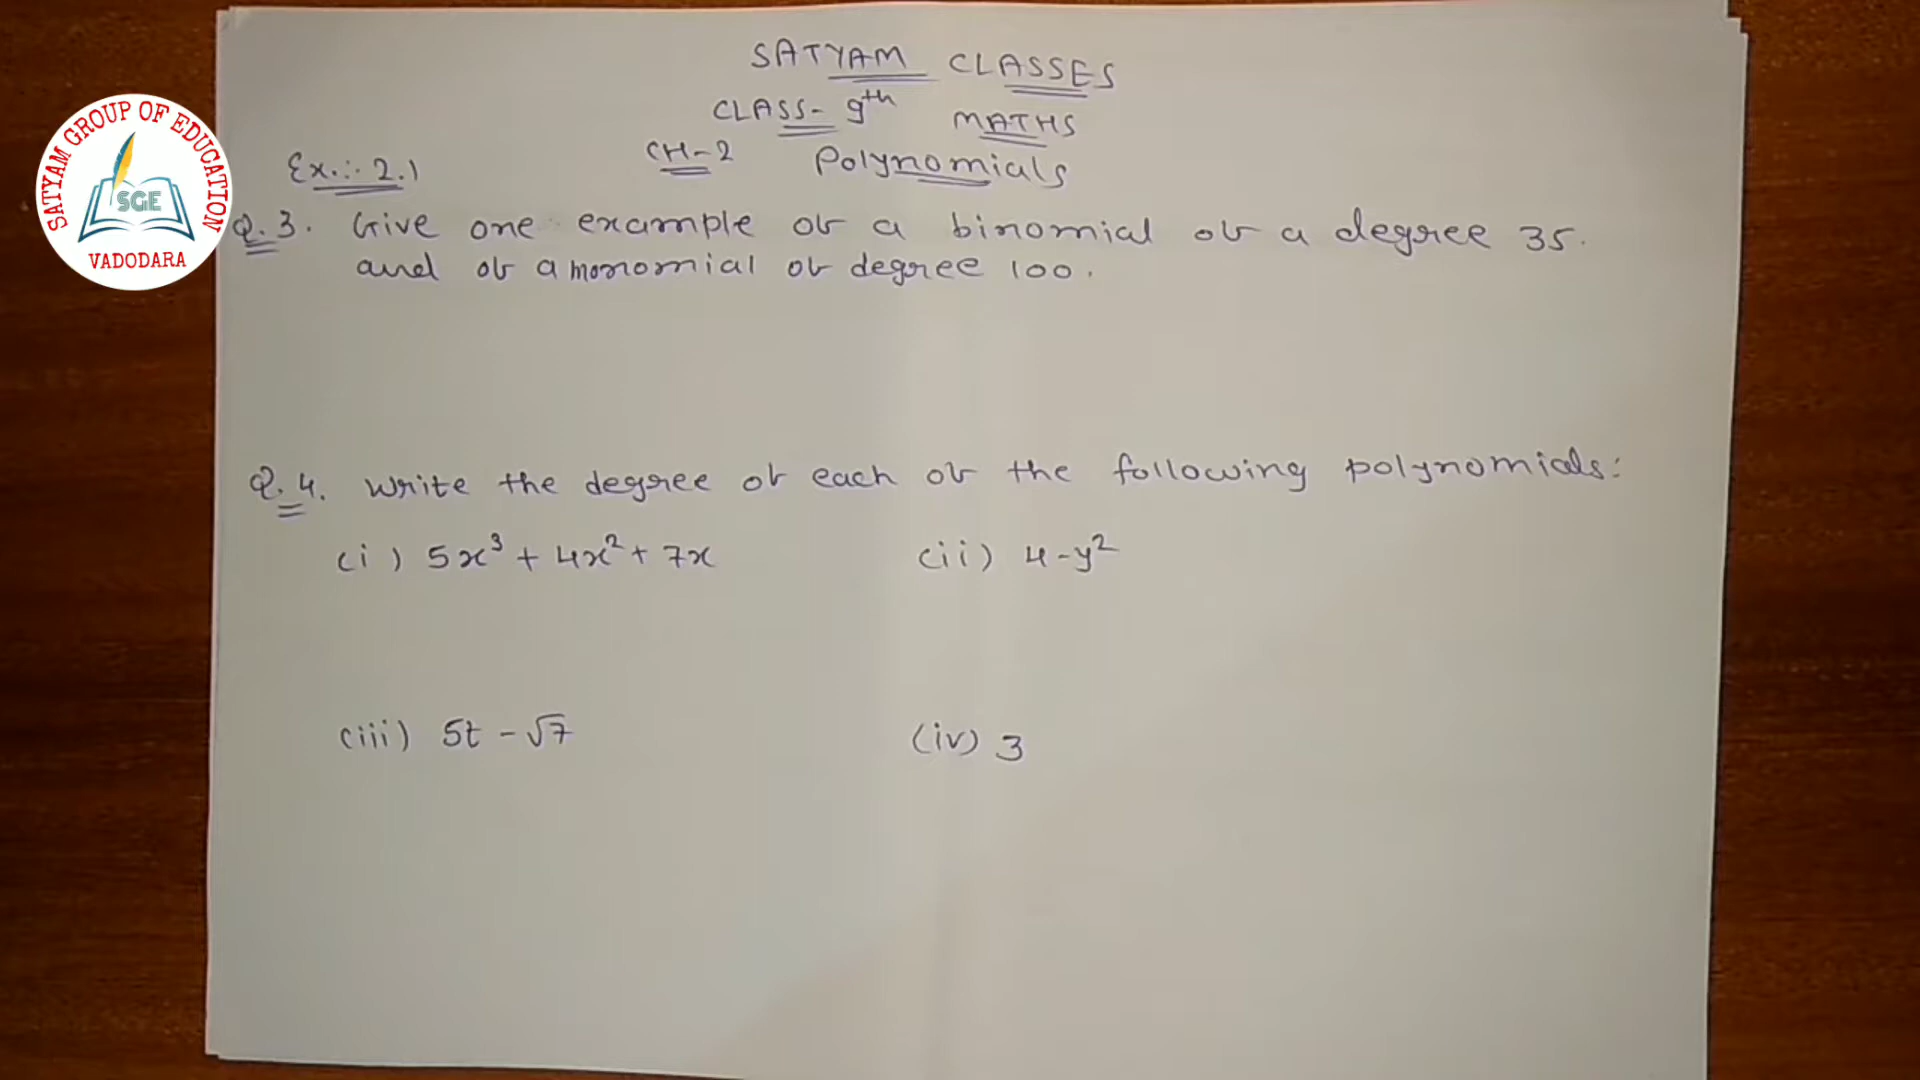 SATYAM CLASSES
CLASS- 9th MATHS
CH-2 Polynomials
Ex.:- 2.1
SATYAM GROUP OF EDUCATION
SGE
VADODARA
Q.3. Give one example of a binomial of a degree 35.
and of a monomial of degree 100.
Q.4. Write the degree of each of the following polynomials:
(i) 5x³ + 4x² + 7x (ii) 4-y²
(iii) 5t - √7 (iv) 3